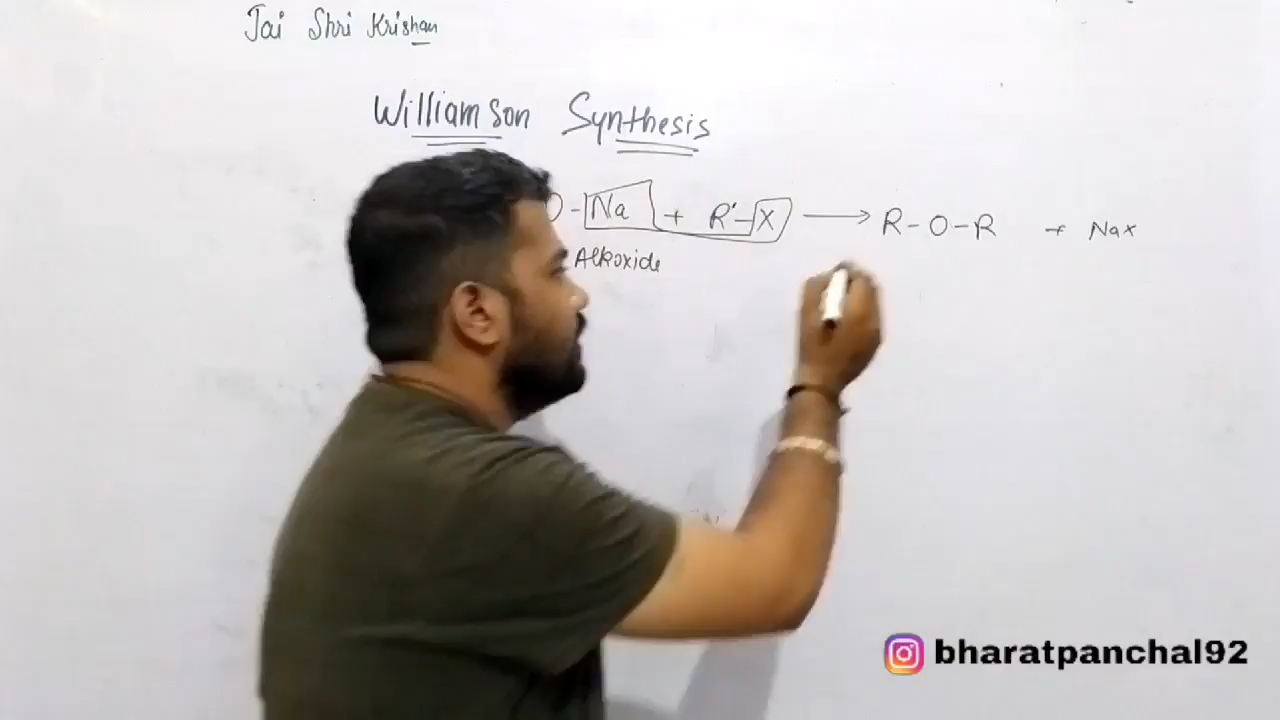 Jai Shri Krishan
Williamson Synthesis
O-Na + R'-X → R-O-R + Nax
Alkoxide
bharatpanchal92